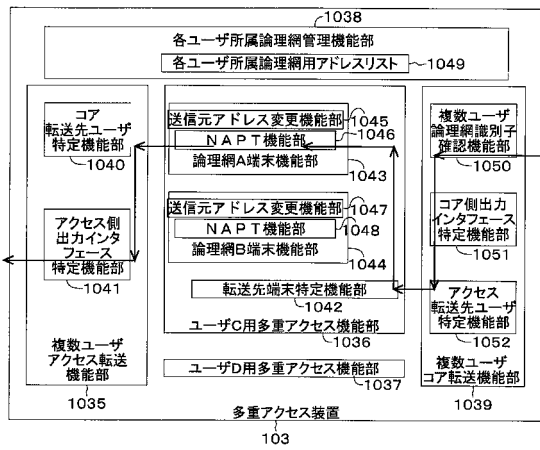 1038
各ユーザ所属論理網管理機能部
各ユーザ所属論理網用アドレスリスト
1049
コア
転送先ユーザ
特定機能部
1040
アクセス側
出力インタ
フェース
特定機能部
1041
複数ユーザ
アクセス転送
機能部
1035
送信元アドレス変更機能部
1045
NAPT機能部
1046
論理網A端末機能部
1043
送信元アドレス変更機能部
1047
NAPT機能部
1048
論理網B端末機能部
1044
転送先端末特定機能部
1042
ユーザC用多重アクセス機能部
1036
ユーザD用多重アクセス機能部
1037
複数ユーザ
論理網識別子
確認機能部
1050
コア側出力
インタフェース
特定機能部
1051
アクセス
転送先ユーザ
特定機能部
1052
複数ユーザ
コア転送機能部
1039
多重アクセス装置
103